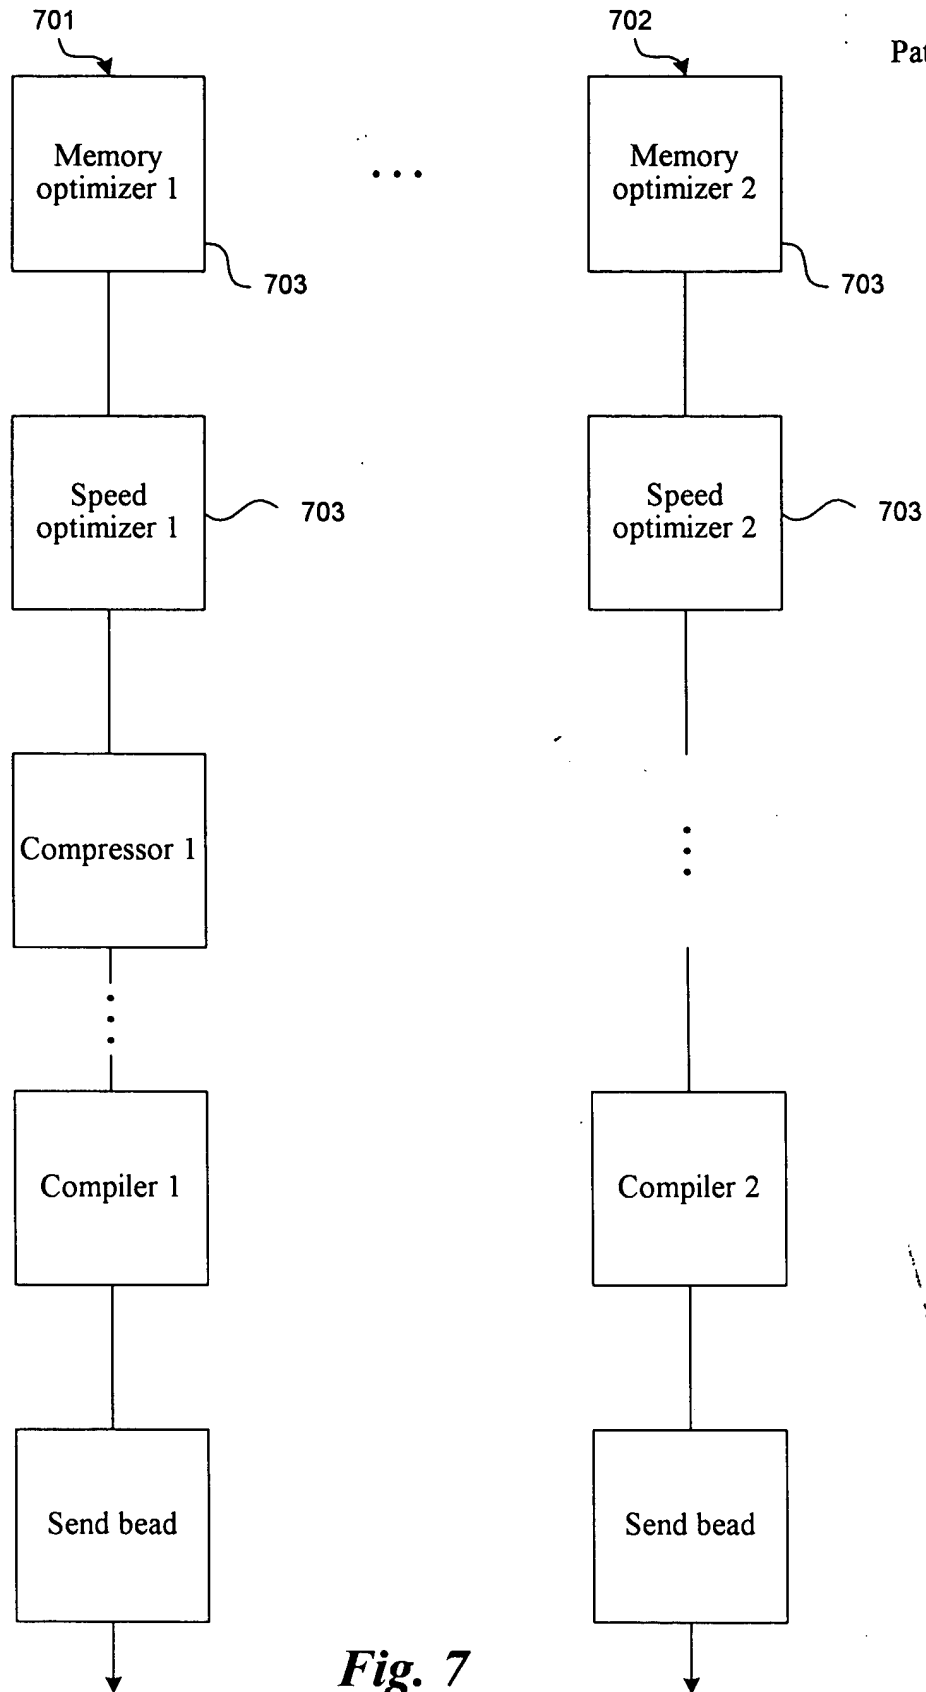 701
702
Pat
Memory
optimizer 1
...
Memory
optimizer 2
703
703
Speed
optimizer 1
703
Speed
optimizer 2
703
Compressor 1
Compiler 1
Compiler 2
Send bead
Send bead
Fig. 7